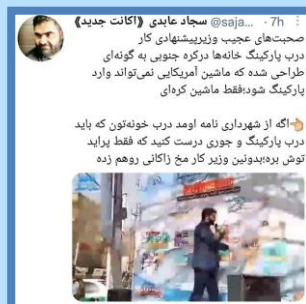 سجاد عابدی 《اکانت جدید》 @saja... · 7h
صحبت‌های عجیب وزیرپیشنهادی کار
درب پارکینگ خانه‌ها درکره جنوبی به گونه‌ای
طراحی شده که ماشین آمریکایی نمی‌تواند وارد
پارکینگ شود؛فقط ماشین کره‌ای
👈اگه از شهرداری نامه اومد درب خونه‌تون که باید
درب پارکینگ و جوری درست کنید که فقط پراید
توش بره؛بدونین وزیر کار مخ زاکانی روهم زده